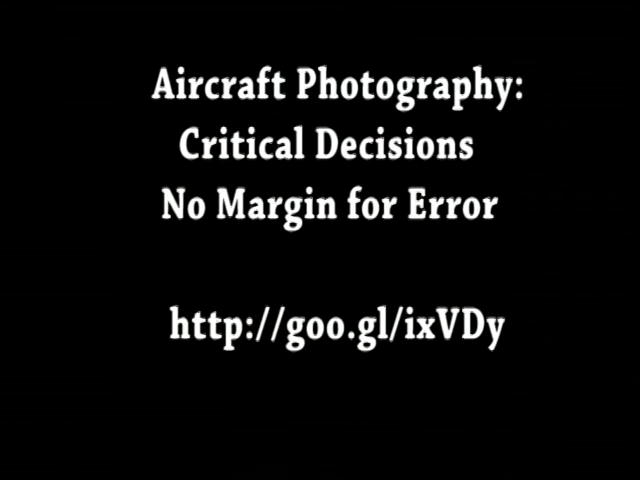 Aircraft Photography:
Critical Decisions
No Margin for Error
http://goo.gl/ixVDy